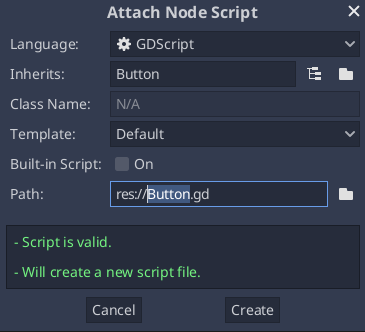 Attach Node Script
Language: GDScript
Inherits: Button
Class Name: N/A
Template: Default
Built-in Script: On
Path: res://Button.gd
- Script is valid.
- Will create a new script file.
Cancel Create